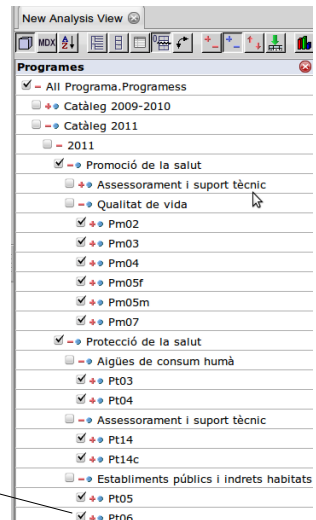 New Analysis View
MDX
Programes
All Programa.Programess
Catàleg 2009-2010
Catàleg 2011
2011
Promoció de la salut
Assessorament i suport tècnic
Qualitat de vida
Pm02
Pm03
Pm04
Pm05f
Pm05m
Pm07
Protecció de la salut
Aigües de consum humà
Pt03
Pt04
Assessorament i suport tècnic
Pt14
Pt14c
Establiments públics i indrets habitats
Pt05
Pt06